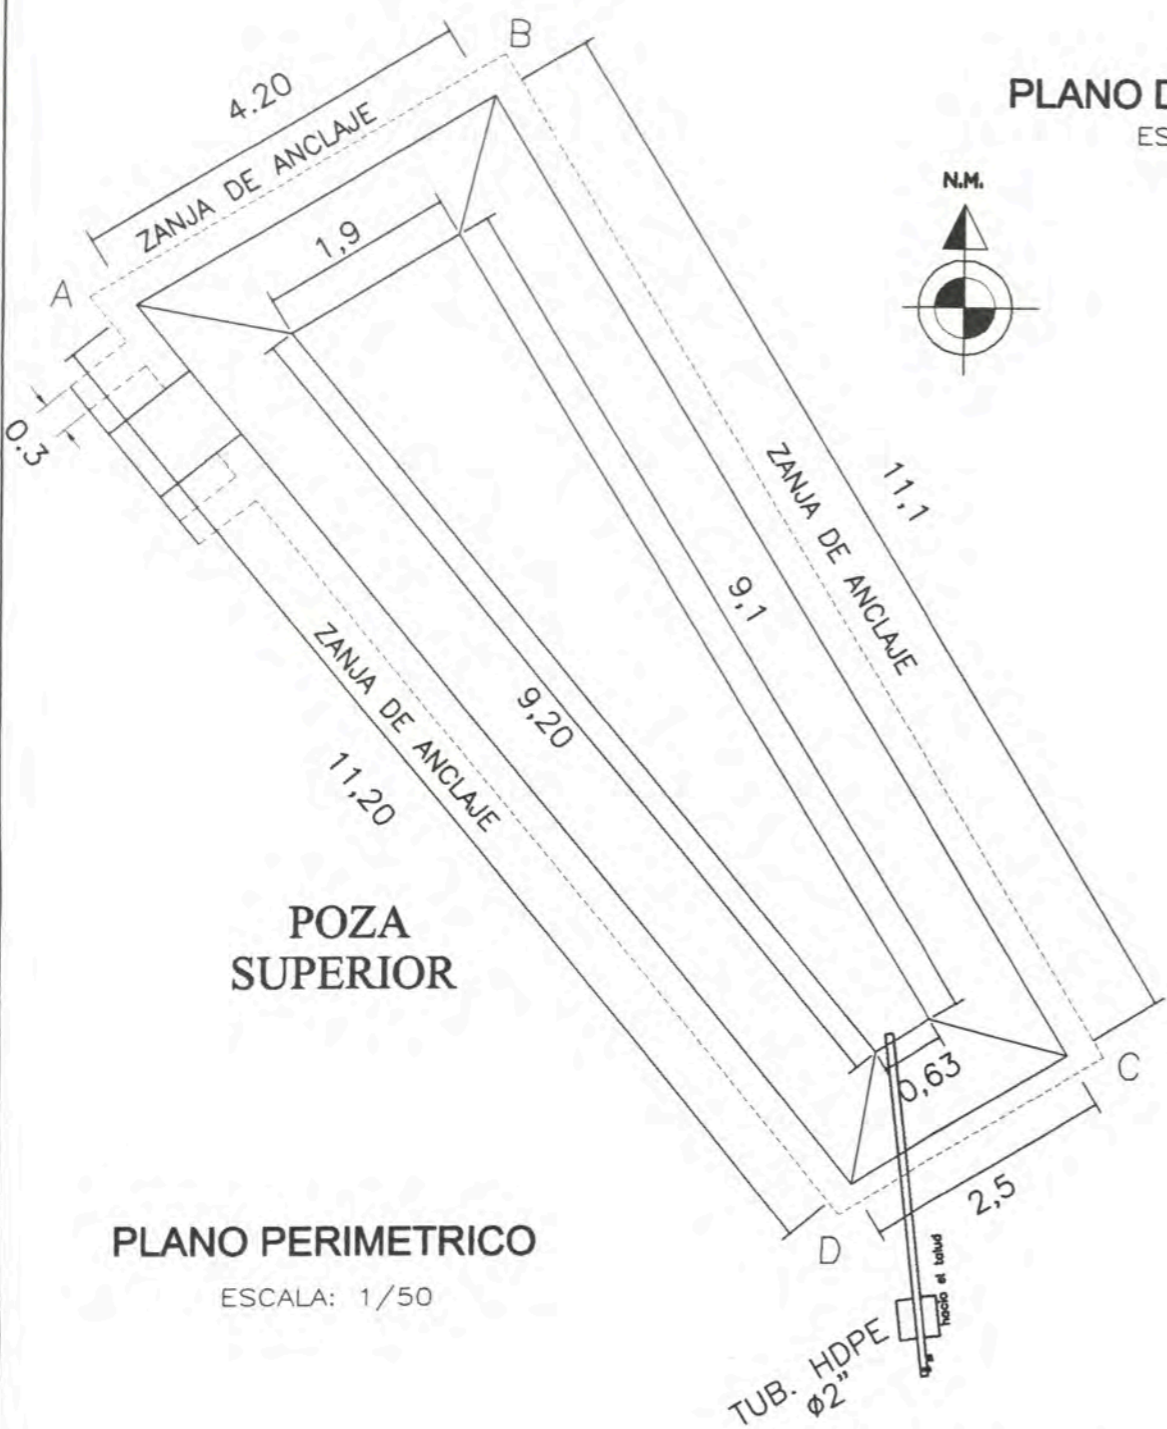 B
PLANO D
ES
4.20
ZANJA DE ANCLAJE
N.M.
1,9
A
0.3
ZANJA DE ANCLAJE
11,1
9,1
ZANJA DE ANCLAJE
9,20
11,20
POZA
SUPERIOR
0,63
C
2,5
D
PLANO PERIMETRICO
ESCALA: 1/50
hacia el talud
TUB. HDPE
ø2"